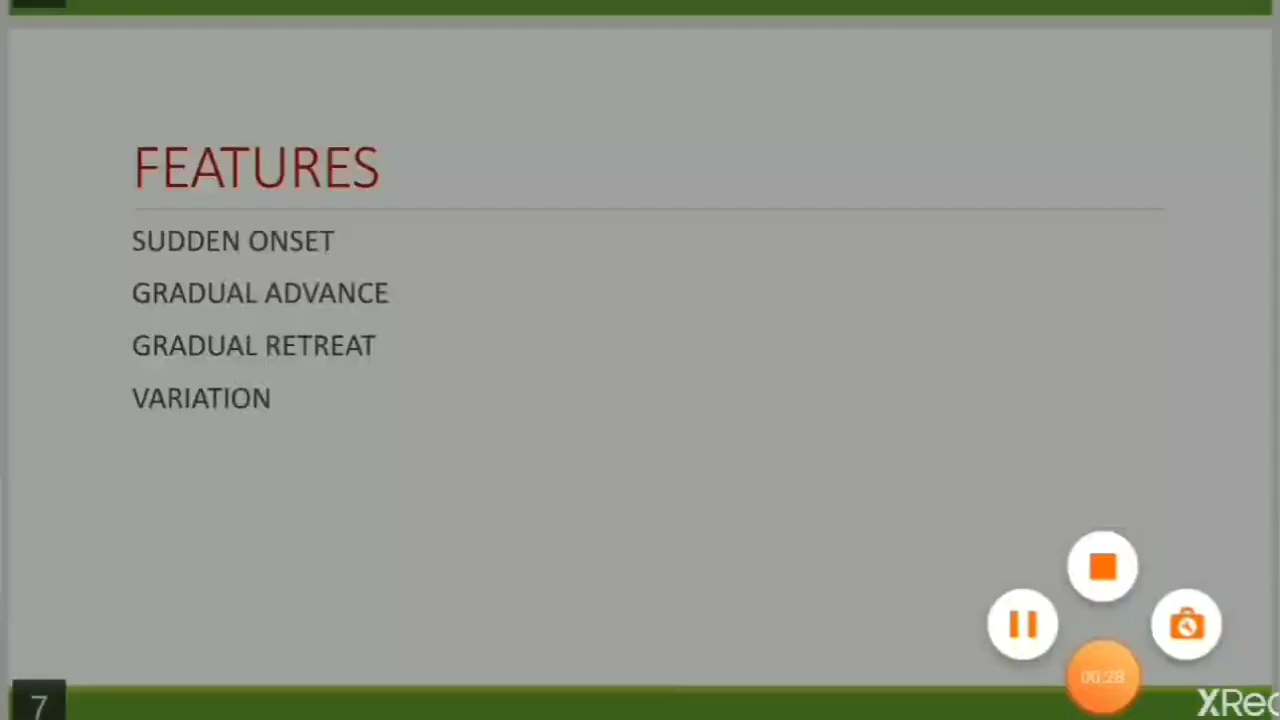 FEATURES
SUDDEN ONSET
GRADUAL ADVANCE
GRADUAL RETREAT
VARIATION
00:28
7
XRec